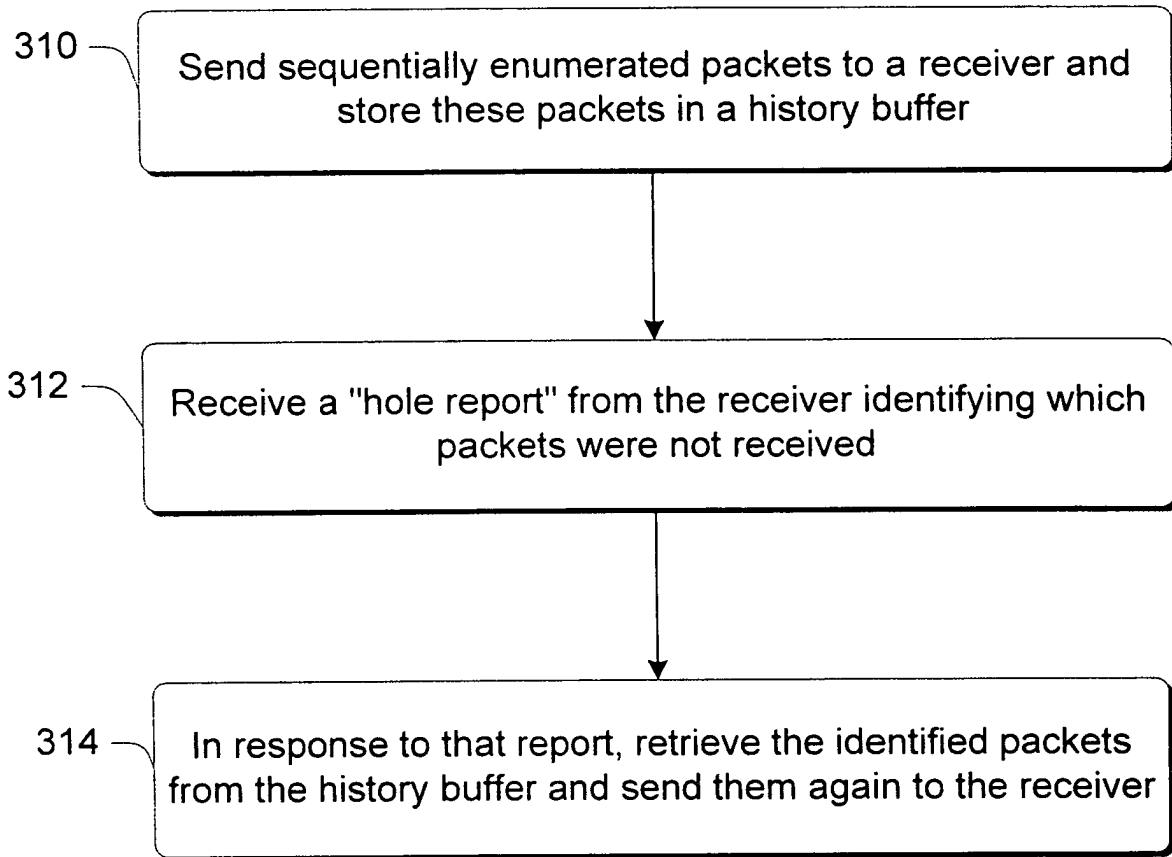 310
Send sequentially enumerated packets to a receiver and
store these packets in a history buffer
312
Receive a "hole report" from the receiver identifying which
packets were not received
314
In response to that report, retrieve the identified packets
from the history buffer and send them again to the receiver